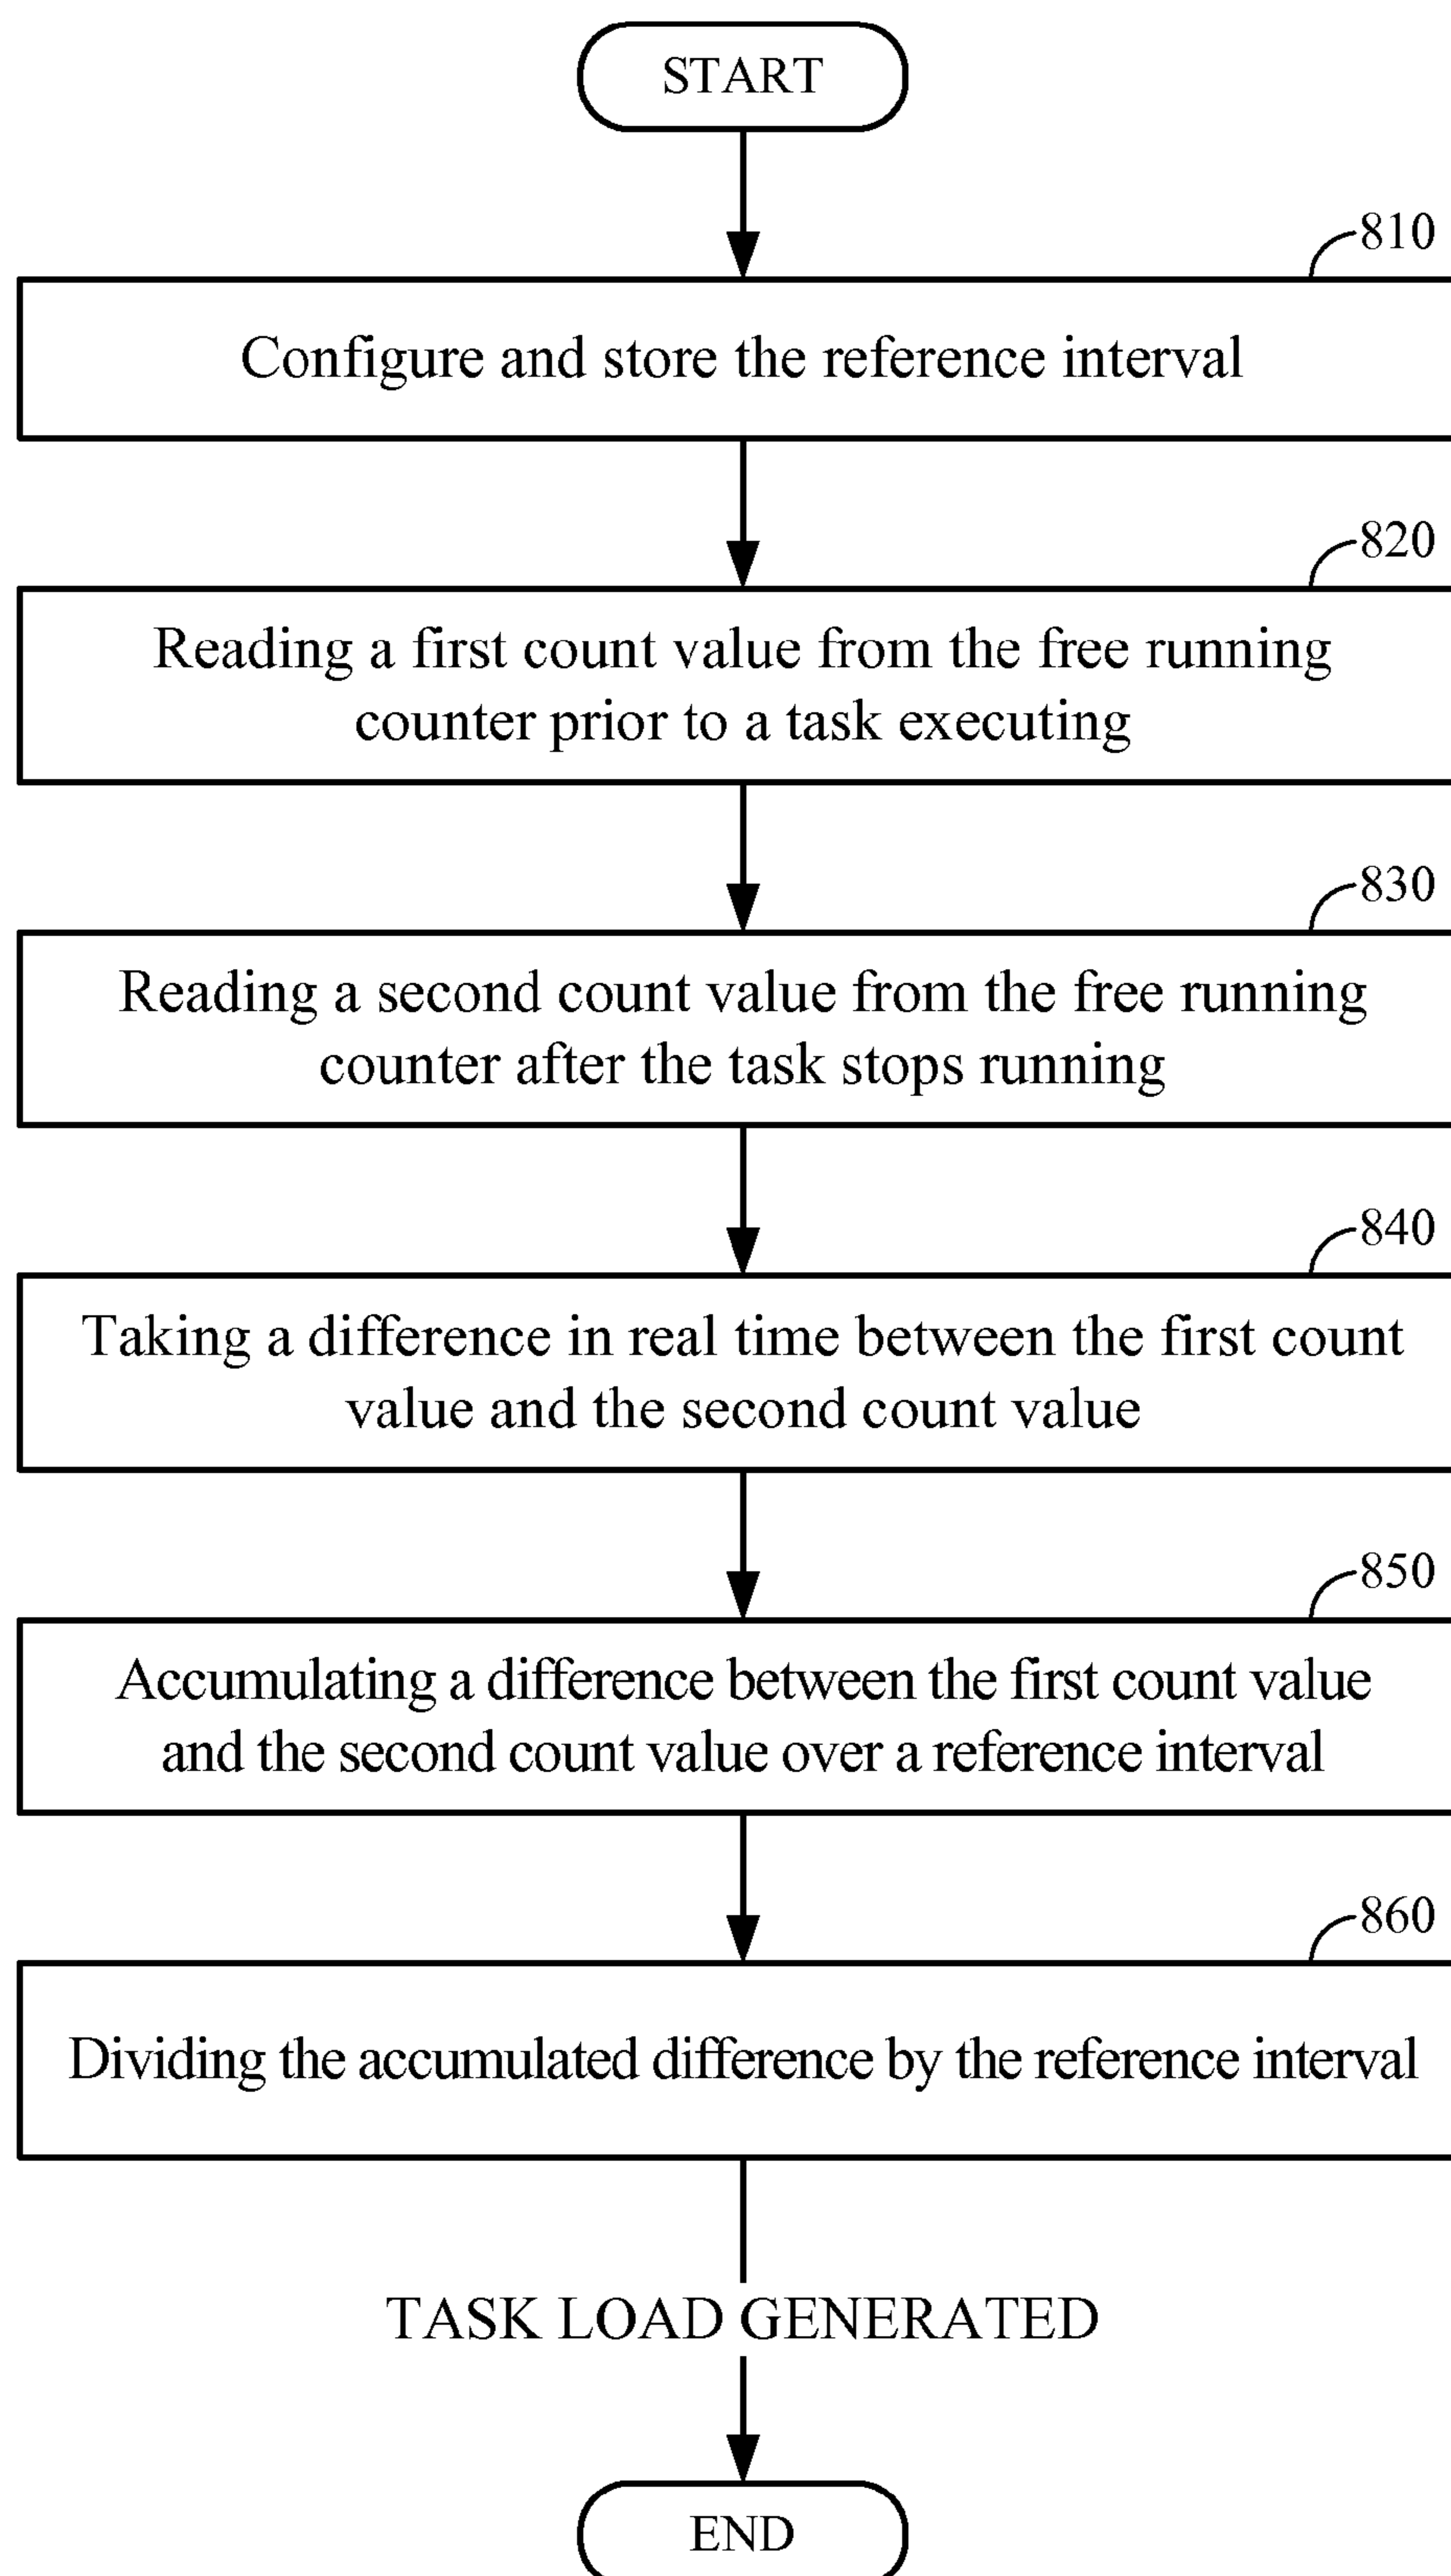 START
810
Configure and store the reference interval
820
Reading a first count value from the free running
counter prior to a task executing
830
Reading a second count value from the free running
counter after the task stops running
840
Taking a difference in real time between the first count
value and the second count value
850
Accumulating a difference between the first count value
and the second count value over a reference interval
860
Dividing the accumulated difference by the reference interval
TASK LOAD GENERATED
END